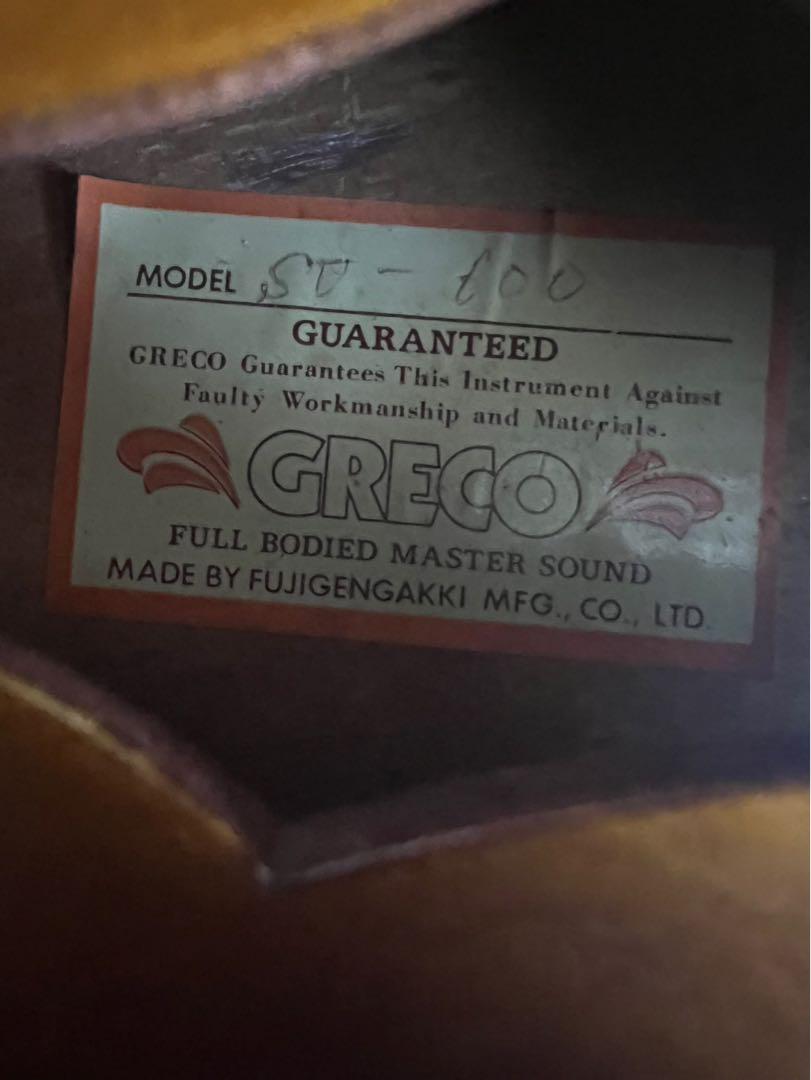 MODEL SV - 600
GUARANTEED
GRECO Guarantees This Instrument Against
Faulty Workmanship and Materials.
GRECO
FULL BODIED MASTER SOUND
MADE BY FUJIGENGAKKI MFG., CO., LTD.